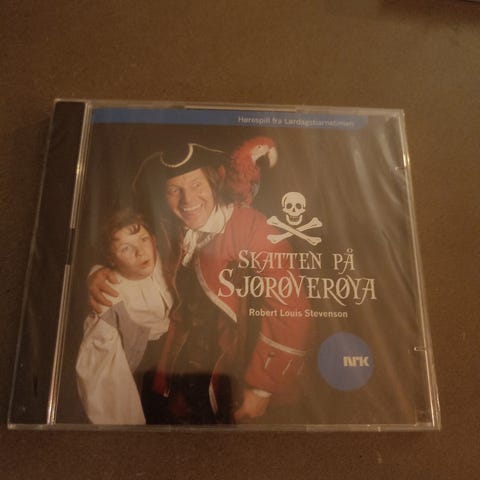 Hørespill fra Lørdagsbarnetimen
SKATTEN PÅ
SJØRØVERØYA
Robert Louis Stevenson
NRK